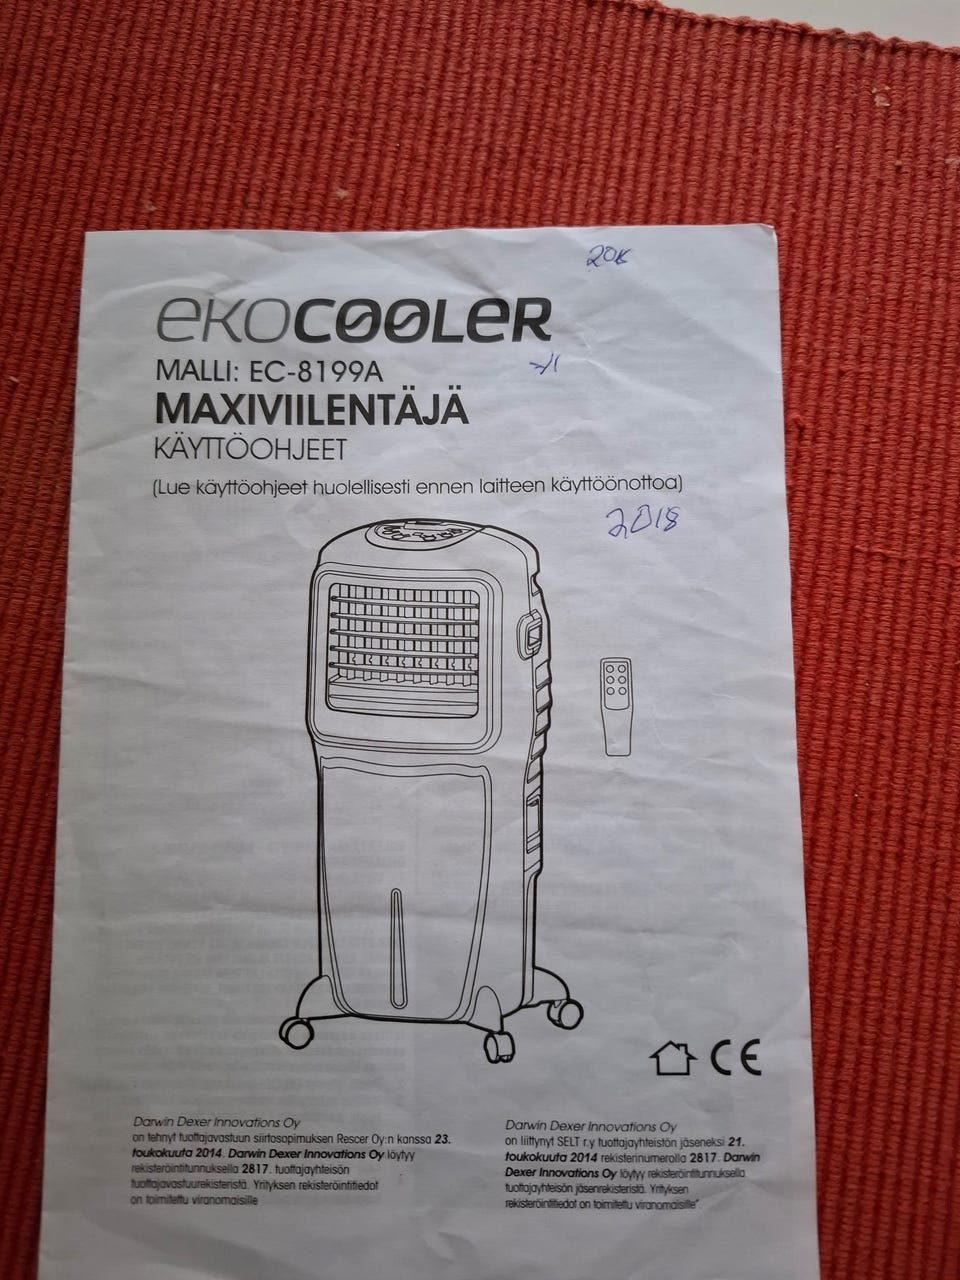 ekocooler
MALLI: EC-8199A
MAXIVIILENTÄJÄ
KÄYTTÖOHJEET
(Lue käyttöohjeet huolellisesti ennen laitteen käyttöönottoa)
2018
CE
Darwin Dexer Innovations Oy
on tehnyt tuottajavastuun siirtosopimuksen Rescer Oy:n kanssa 23.
toukokuuta 2014. Darwin Dexer Innovations Oy löytyy
rekisteröintitunnuksella 2817. tuottajayhteisön
tuottajavastuurekisteristä. Yrityksen rekisteröintitiedot
on toimitettu viranomaisille
Darwin Dexer Innovations Oy
on liittynyt SELT r.y tuottajayhteistön jäseneksi 21.
toukokuuta 2014 rekisterinumerolla 2817. Darwin
Dexer Innovations Oy löytyy rekisteröintitunnuksella
tuottajayhteisön jäsenrekisteristä. Yrityksen
rekisteröintitiedot on toimitettu viranomaisille".